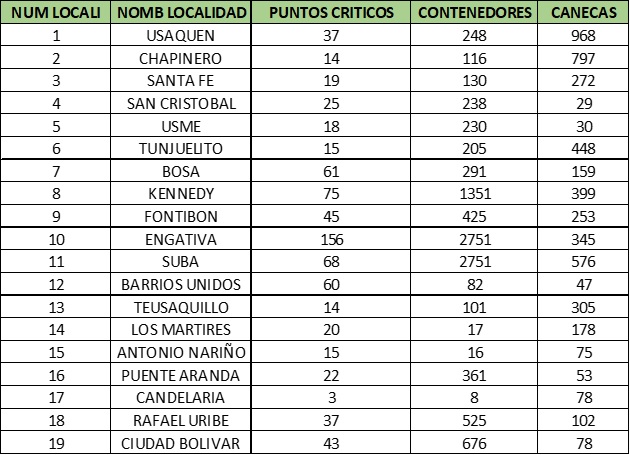 NUM LOCALI NOMB LOCALIDAD PUNTOS CRITICOS CONTENEDORES CANECAS
1 USAQUEN 37 248 968
2 CHAPINERO 14 116 797
3 SANTA FE 19 130 272
4 SAN CRISTOBAL 25 238 29
5 USME 18 230 30
6 TUNJUELITO 15 205 448
7 BOSA 61 291 159
8 KENNEDY 75 1351 399
9 FONTIBON 45 425 253
10 ENGATIVA 156 2751 345
11 SUBA 68 2751 576
12 BARRIOS UNIDOS 60 82 47
13 TEUSAQUILLO 14 101 305
14 LOS MARTIRES 20 17 178
15 ANTONIO NARIÑO 15 16 75
16 PUENTE ARANDA 22 361 53
17 CANDELARIA 3 8 78
18 RAFAEL URIBE 37 525 102
19 CIUDAD BOLIVAR 43 676 78